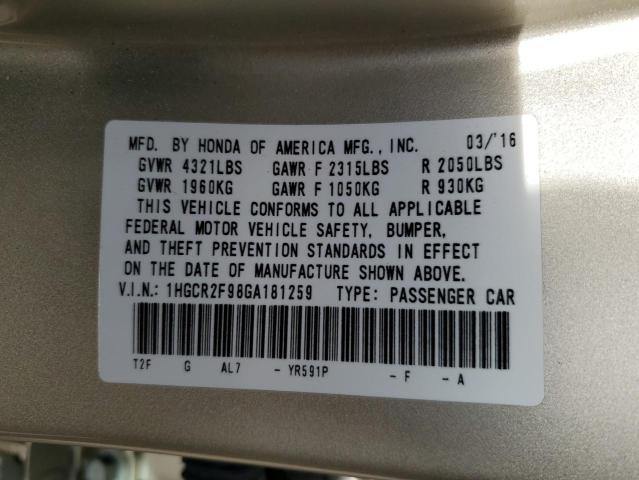 MFD. BY HONDA OF AMERICA MFG., INC. 03/'16
GVWR 4321LBS GAWR F 2315LBS R 2050LBS
GVWR 1960KG GAWR F 1050KG R 930KG
THIS VEHICLE CONFORMS TO ALL APPLICABLE
FEDERAL MOTOR VEHICLE SAFETY, BUMPER,
AND THEFT PREVENTION STANDARDS IN EFFECT
ON THE DATE OF MANUFACTURE SHOWN ABOVE.
V.I.N.: 1HGCR2F98GA181259 TYPE: PASSENGER CAR
T2F G AL7 - YR591P - F - A